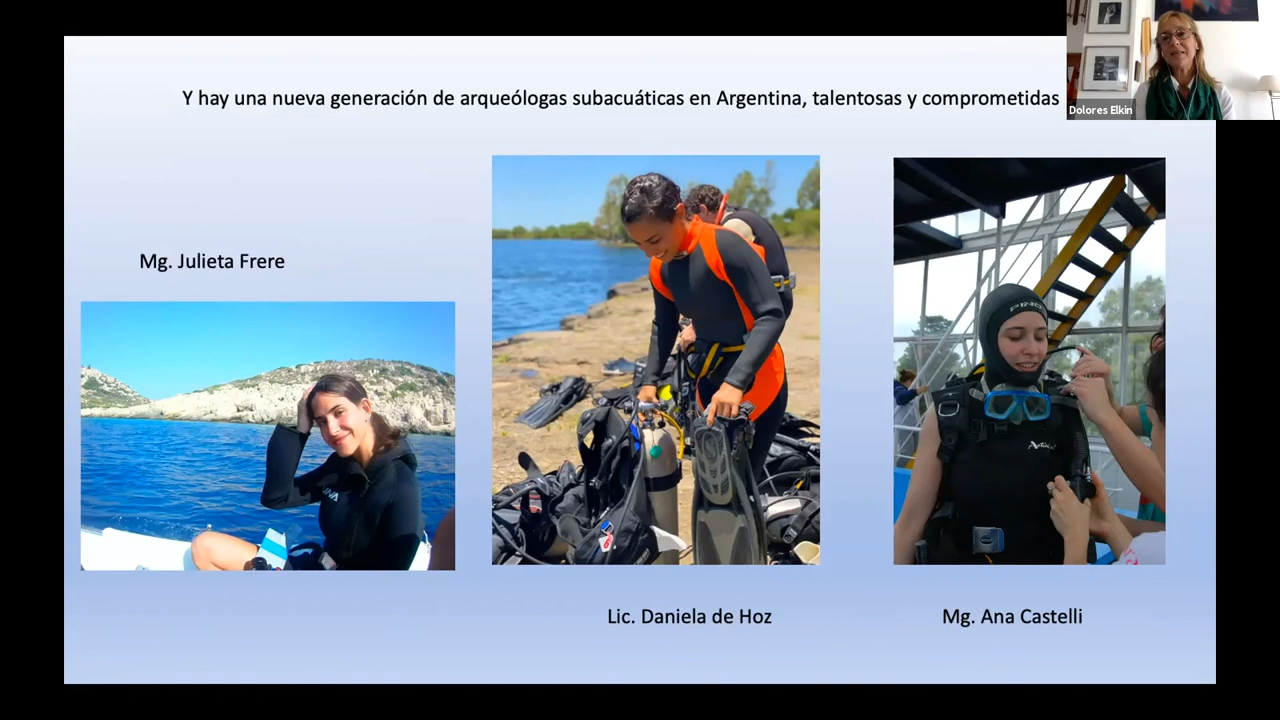 Y hay una nueva generación de arqueólogas subacuáticas en Argentina, talentosas y comprometidas
Dolores Elkin
Mg. Julieta Frere
Lic. Daniela de Hoz
Mg. Ana Castelli